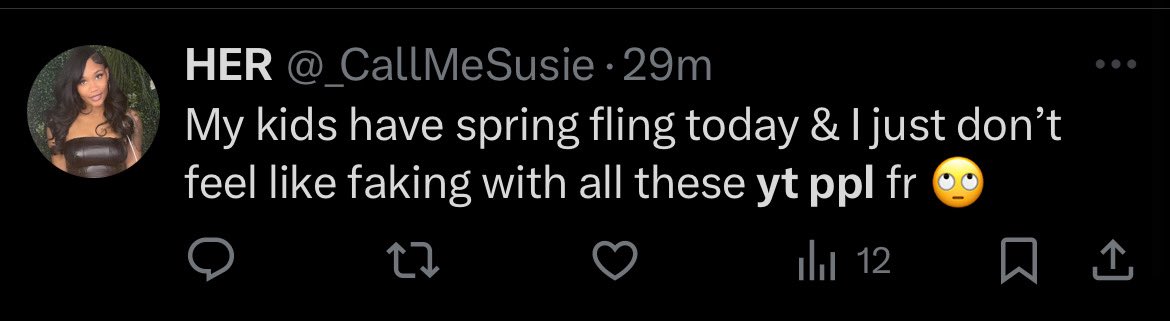 HER @_CallMeSusie · 29m
My kids have spring fling today & I just don’t
feel like faking with all these yt ppl fr 🙄
12